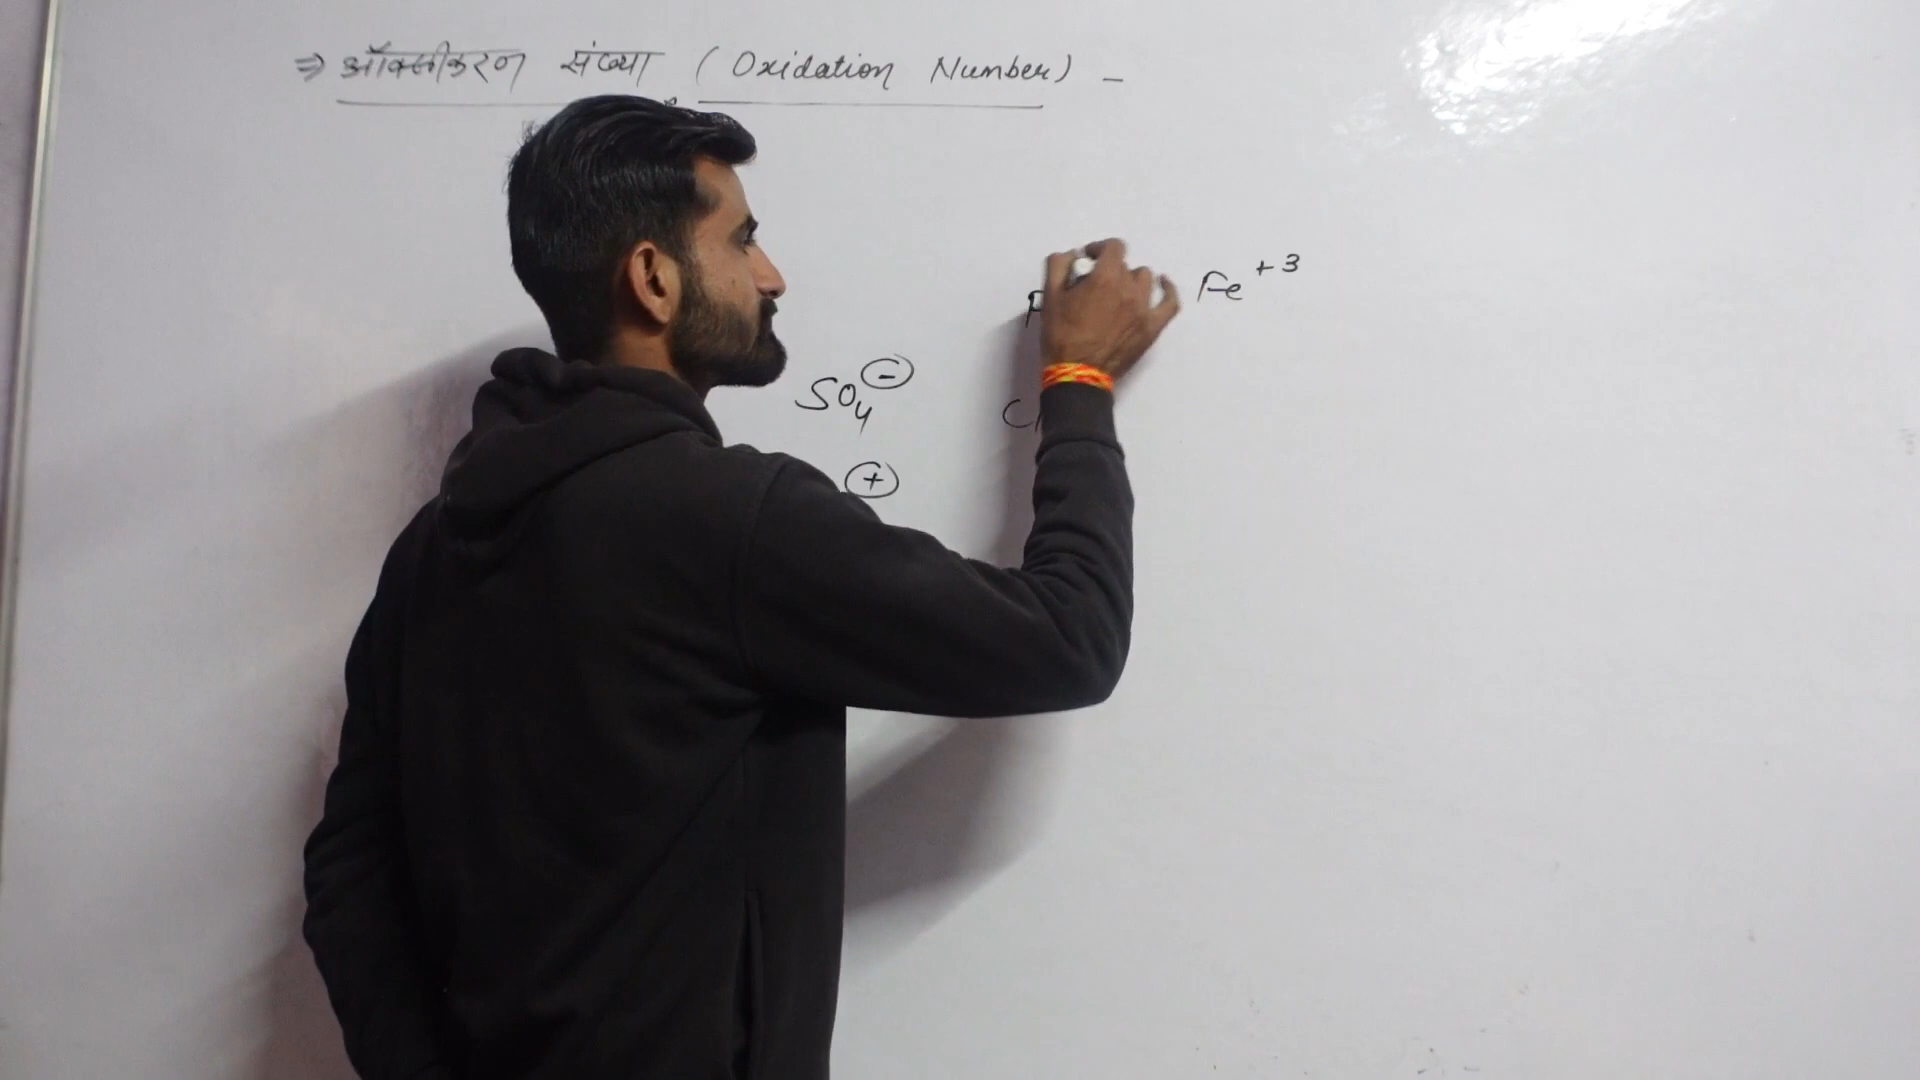 ⇒ ऑक्सीकरण संख्या (Oxidation Number) -
Fe+3
SO4 -
+